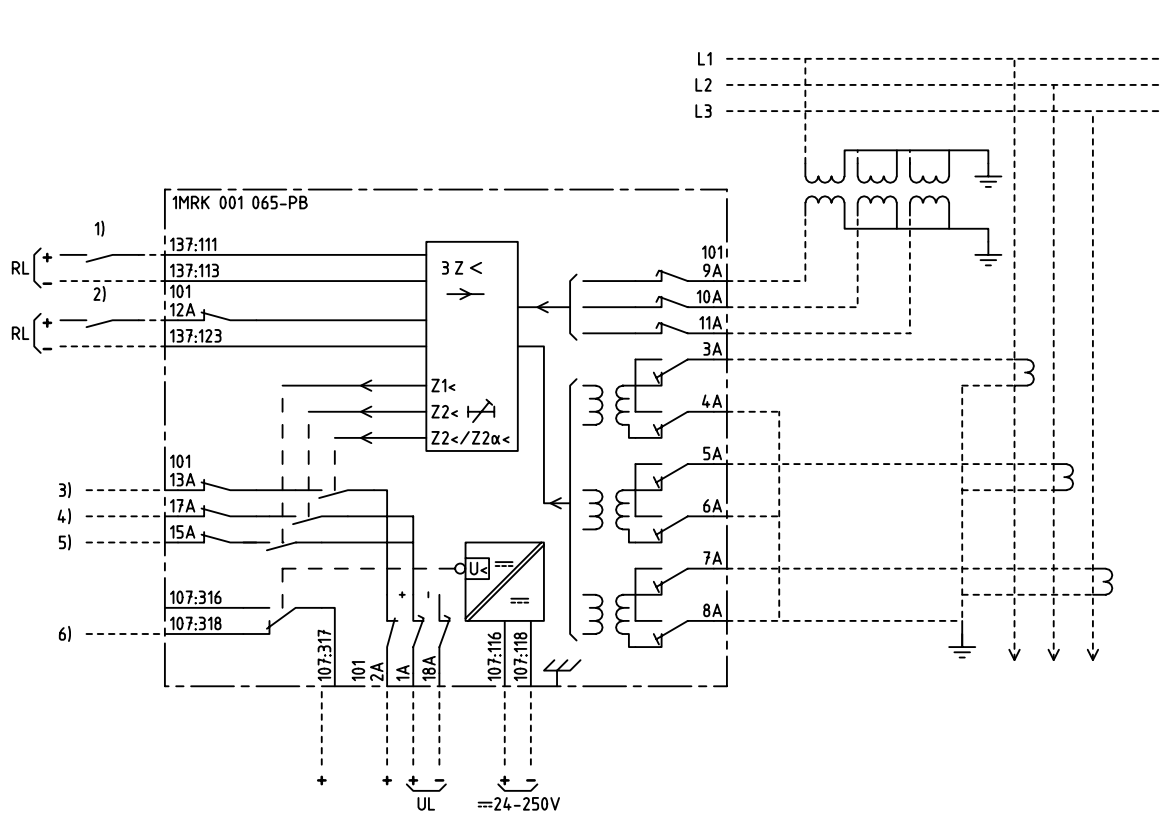 L1
L2
L3
1MRK 001 065-PB
1)
137:111
RL
+
-
137:113
2)
101
12A
RL
+
-
137:123
3Z<
101
9A
10A
11A
3A
4A
5A
6A
7A
8A
Z1<
Z2<
Z2</Z2α<
101
3)
13A
4)
17A
5)
15A
U<
107:316
6)
107:318
107:317
101
2A
+
1A
18A
107:116
107:118
+
+
+
-
+
-
UL
24-250V